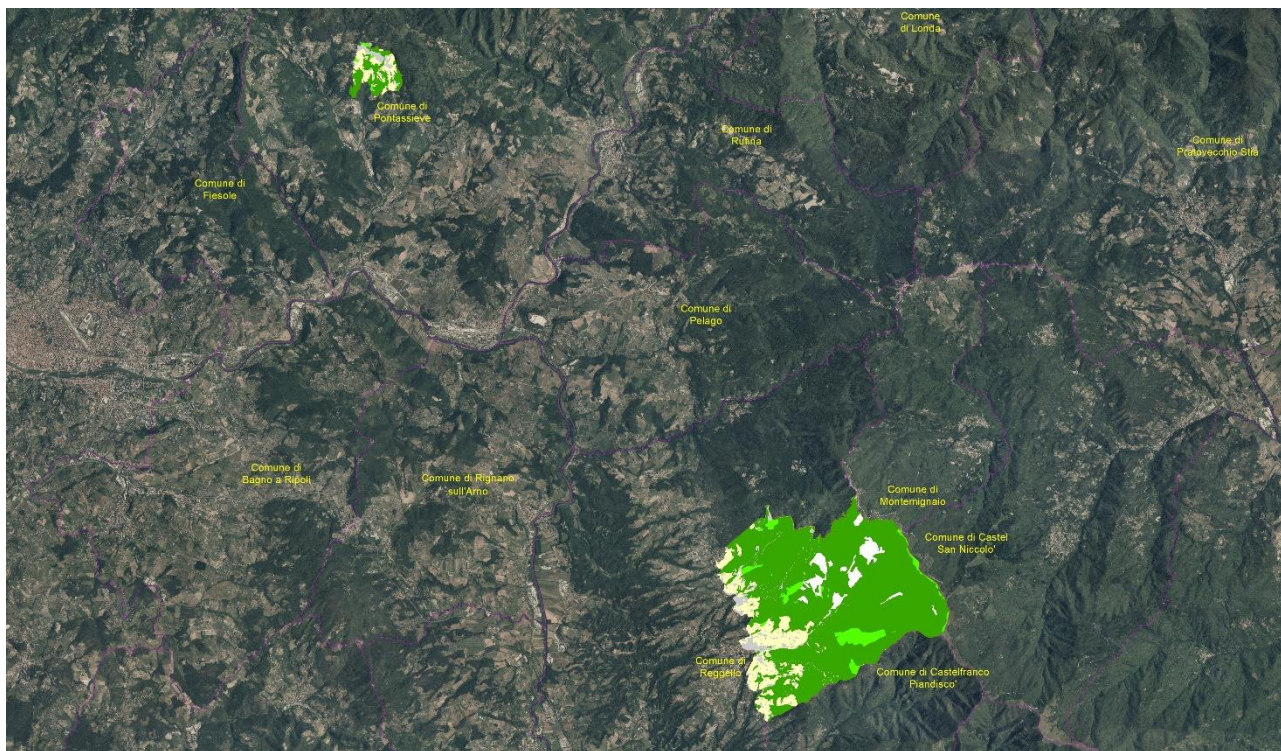 Comune
di Londa
Comune di
Pontassieve
Comune di
Rufina
Comune di
Pratovecchio Stia
Comune di
Fiesole
Comune di
Pelago
Comune di
Bagno a Ripoli
Comune di Rignano
sull'Arno
Comune di
Montemignaio
Comune di Castel
San Niccolo'
Comune di
Reggello
Comune di Castelfranco
Piandisco'